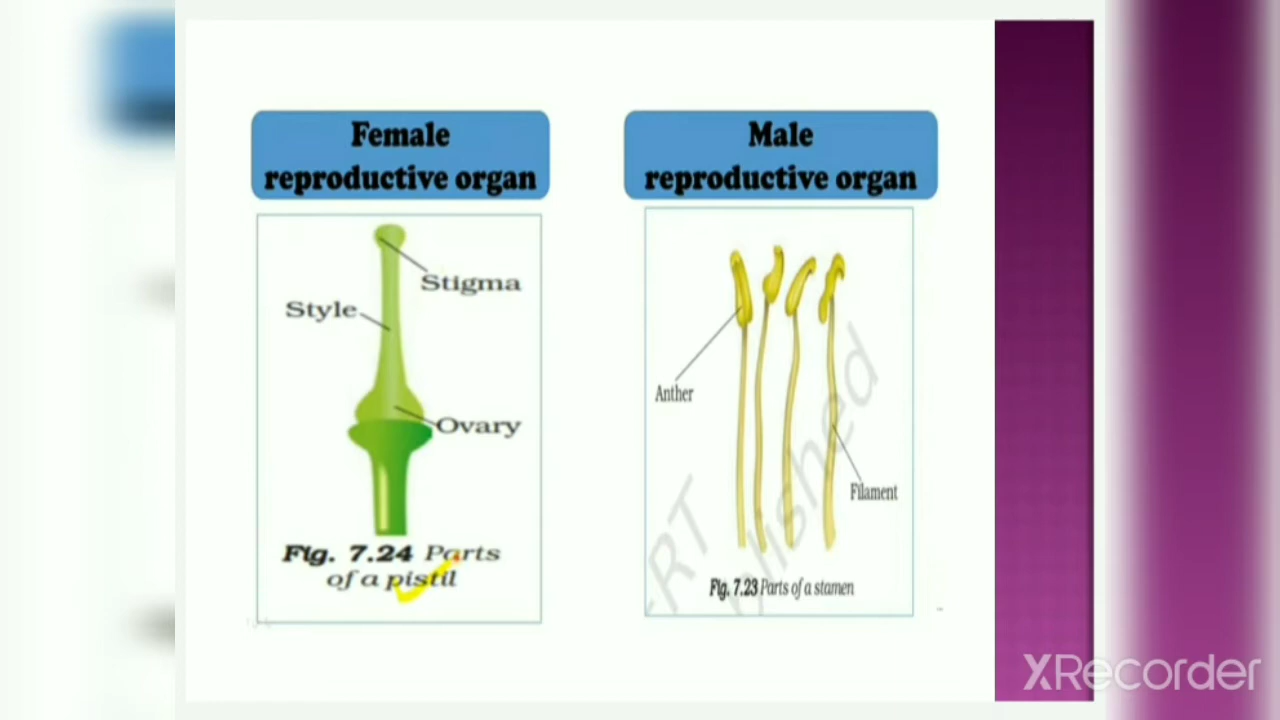 Female
reproductive organ
Male
reproductive organ
Stigma
Style
Ovary
Fig. 7.24 Parts
of a pistil
Anther
Filament
Fig. 7.23 Parts of a stamen
XRecorder